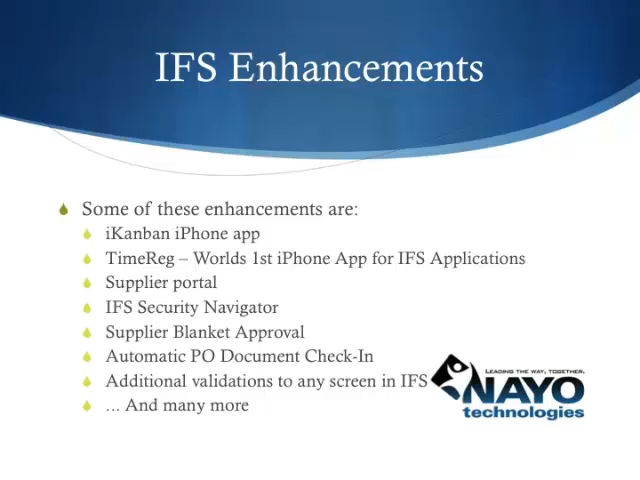 IFS Enhancements
Some of these enhancements are:
iKanban iPhone app
TimeReg – Worlds 1st iPhone App for IFS Applications
Supplier portal
IFS Security Navigator
Supplier Blanket Approval
Automatic PO Document Check-In
Additional validations to any screen in IFS
... And many more
LEADING THE WAY, TOGETHER.
NAYO
technologies